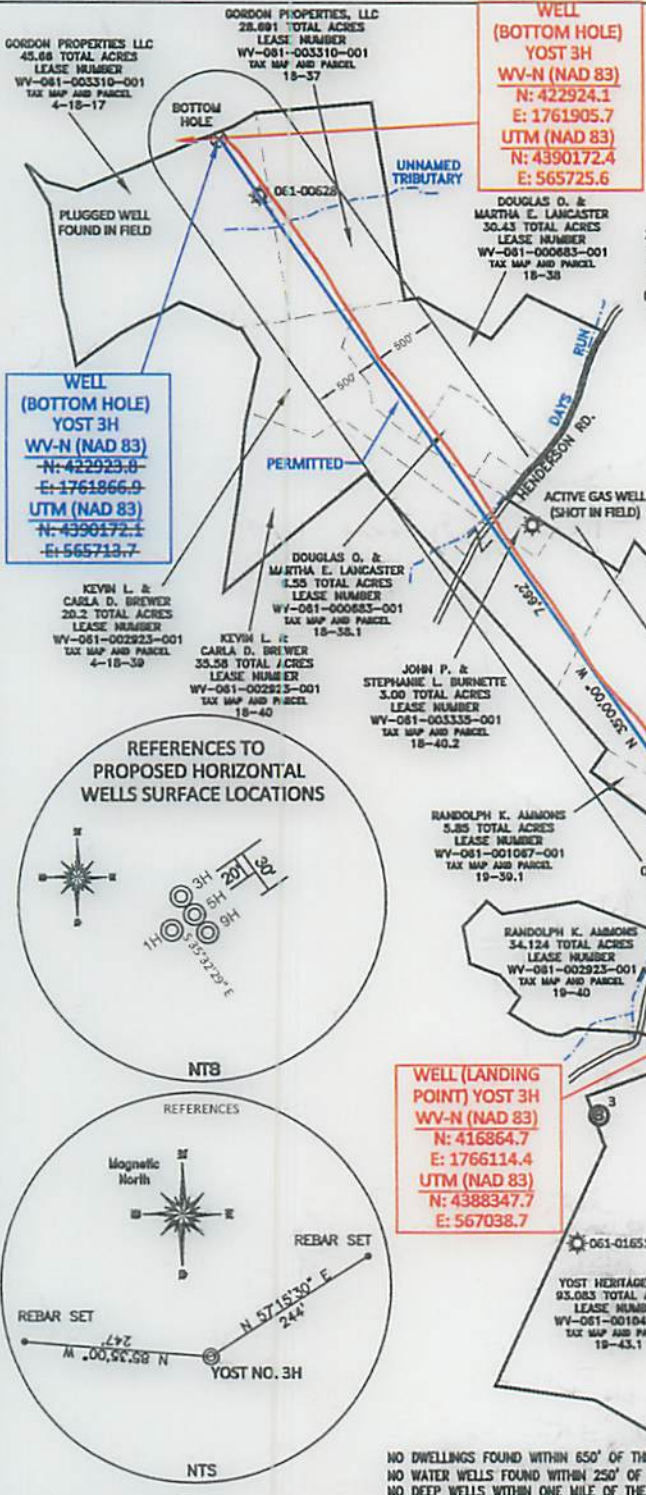 GORDON PROPERTIES LLC
45.66 TOTAL ACRES
LEASE NUMBER
WV-061-003310-001
TAX MAP AND PARCEL
4-18-17
GORDON PROPERTIES, LLC
28.691 TOTAL ACRES
LEASE NUMBER
WV-061-003310-001
TAX MAP AND PARCEL
18-37
WELL
(BOTTOM HOLE)
YOST 3H
WV-N (NAD 83)
N: 422924.1
E: 1761905.7
UTM (NAD 83)
N: 4390172.4
E: 565725.6
BOTTOM
HOLE
UNNAMED
TRIBUTARY
061-00628
PLUGGED WELL
FOUND IN FIELD
DOUGLAS O. &
MARTHA E. LANCASTER
30.43 TOTAL ACRES
LEASE NUMBER
WV-061-000683-001
TAX MAP AND PARCEL
18-38
500'
500'
DAYS RUN
HENDERSON RD.
WELL
(BOTTOM HOLE)
YOST 3H
WV-N (NAD 83)
N: 422923.8
E: 1761866.9
UTM (NAD 83)
N: 4390172.1
E: 565713.7
PERMITTED
ACTIVE GAS WELL
(SHOT IN FIELD)
KEVIN L. &
CARLA D. BREWER
20.2 TOTAL ACRES
LEASE NUMBER
WV-061-002923-001
TAX MAP AND PARCEL
4-18-39
KEVIN L. &
CARLA D. BREWER
35.58 TOTAL ACRES
LEASE NUMBER
WV-061-002923-001
TAX MAP AND PARCEL
18-40
DOUGLAS O. &
MARTHA E. LANCASTER
.55 TOTAL ACRES
LEASE NUMBER
WV-061-000683-001
TAX MAP AND PARCEL
18-38.1
JOHN P. &
STEPHANIE L. BURNETTE
3.00 TOTAL ACRES
LEASE NUMBER
WV-061-003335-001
TAX MAP AND PARCEL
18-40.2
7,662'
N 35°00'00" W
REFERENCES TO
PROPOSED HORIZONTAL
WELLS SURFACE LOCATIONS
3H
5H
9H
1H
20'
30'
S 35°32'29" E
NTS
RANDOLPH K. AMMONS
5.85 TOTAL ACRES
LEASE NUMBER
WV-061-001067-001
TAX MAP AND PARCEL
19-39.1
RANDOLPH K. AMMONS
34.124 TOTAL ACRES
LEASE NUMBER
WV-061-002923-001
TAX MAP AND PARCEL
19-40
WELL (LANDING
POINT) YOST 3H
WV-N (NAD 83)
N: 416864.7
E: 1766114.4
UTM (NAD 83)
N: 4388347.7
E: 567038.7
3
061-01651
YOST HERITAGE
93.083 TOTAL A
LEASE NUMB
WV-061-00104
TAX MAP AND PA
19-43.1
REFERENCES
Magnetic
North
REBAR SET
N 57°15'30" E
244'
REBAR SET
N 85°35'00" W
247'
YOST NO. 3H
NTS
NO DWELLINGS FOUND WITHIN 650' OF TH
NO WATER WELLS FOUND WITHIN 250' OF
NO DEEP WELLS WITHIN ONE MILE OF THE